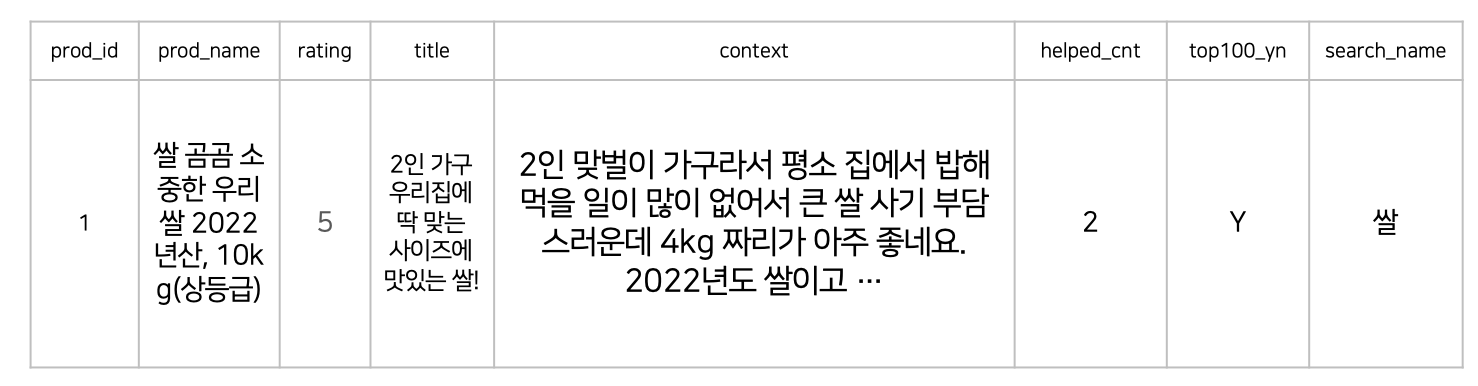 prod_id prod_name rating title context helped_cnt top100_yn search_name
1
쌀 곰곰 소
중한 우리
쌀 2022
년산, 10k
g(상등급)
5
2인 가구
우리집에
딱 맞는
사이즈에
맛있는 쌀!
2인 맞벌이 가구라서 평소 집에서 밥해
먹을 일이 많이 없어서 큰 쌀 사기 부담
스러운데 4kg 짜리가 아주 좋네요.
2022년도 쌀이고 …
2
Y
쌀